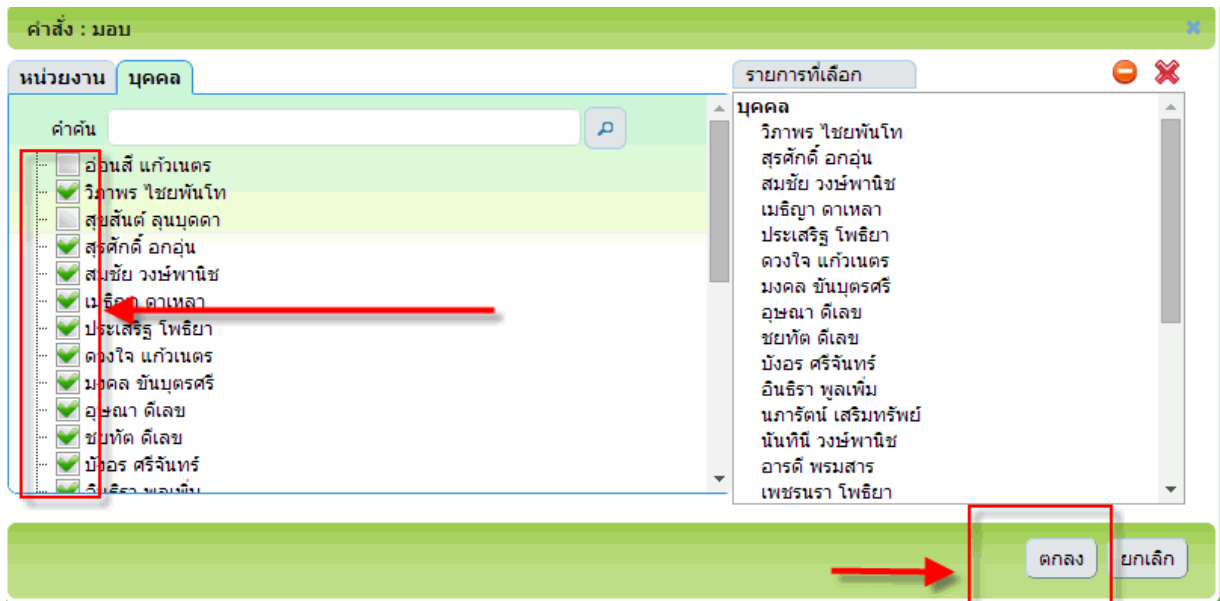 คำสั่ง : มอบ
หน่วยงาน บุคคล
คำค้น
อ่อนสี แก้วเนตร
วิภาพร ไชยพันโท
สุขสันต์ ลุนบุดดา
สุรศักดิ์ อกอุ่น
สมชัย วงษ์พานิช
เมธิญา ดาเหลา
ประเสริฐ โพธิยา
ดวงใจ แก้วเนตร
มงคล ขันบุตรศรี
อุษณา ดีเลข
ชยทัต ดีเลข
บังอร ศรีจันทร์
อินธิรา พูลเพิ่ม
รายการที่เลือก
บุคคล
วิภาพร ไชยพันโท
สุรศักดิ์ อกอุ่น
สมชัย วงษ์พานิช
เมธิญา ดาเหลา
ประเสริฐ โพธิยา
ดวงใจ แก้วเนตร
มงคล ขันบุตรศรี
อุษณา ดีเลข
ชยทัต ดีเลข
บังอร ศรีจันทร์
อินธิรา พูลเพิ่ม
นภารัตน์ เสริมทรัพย์
นันทินี วงษ์พานิช
อารดี พรมสาร
เพชรนรา โพธิยา
ตกลง ยกเลิก